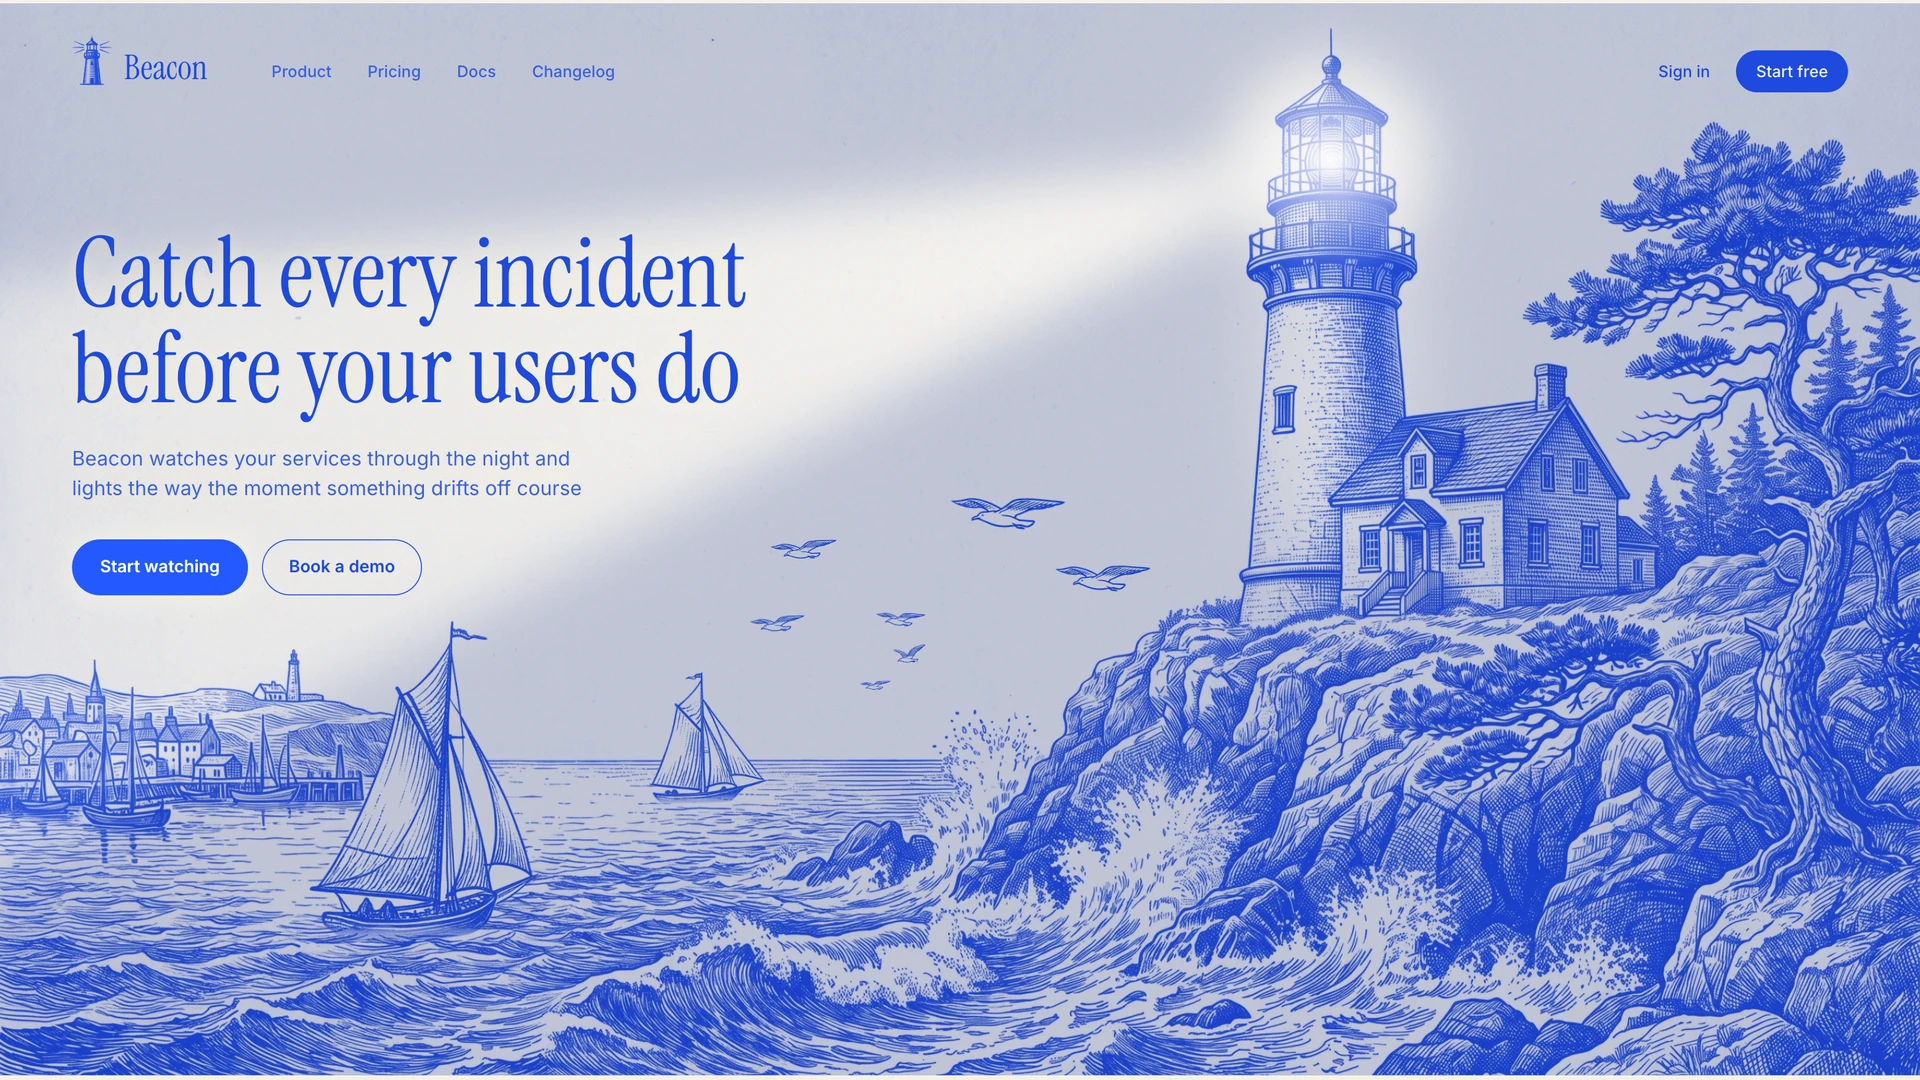 Beacon
Product
Pricing
Docs
Changelog
Sign in
Start free
Catch every incident
before your users do
Beacon watches your services through the night and
lights the way the moment something drifts off course
Start watching
Book a demo